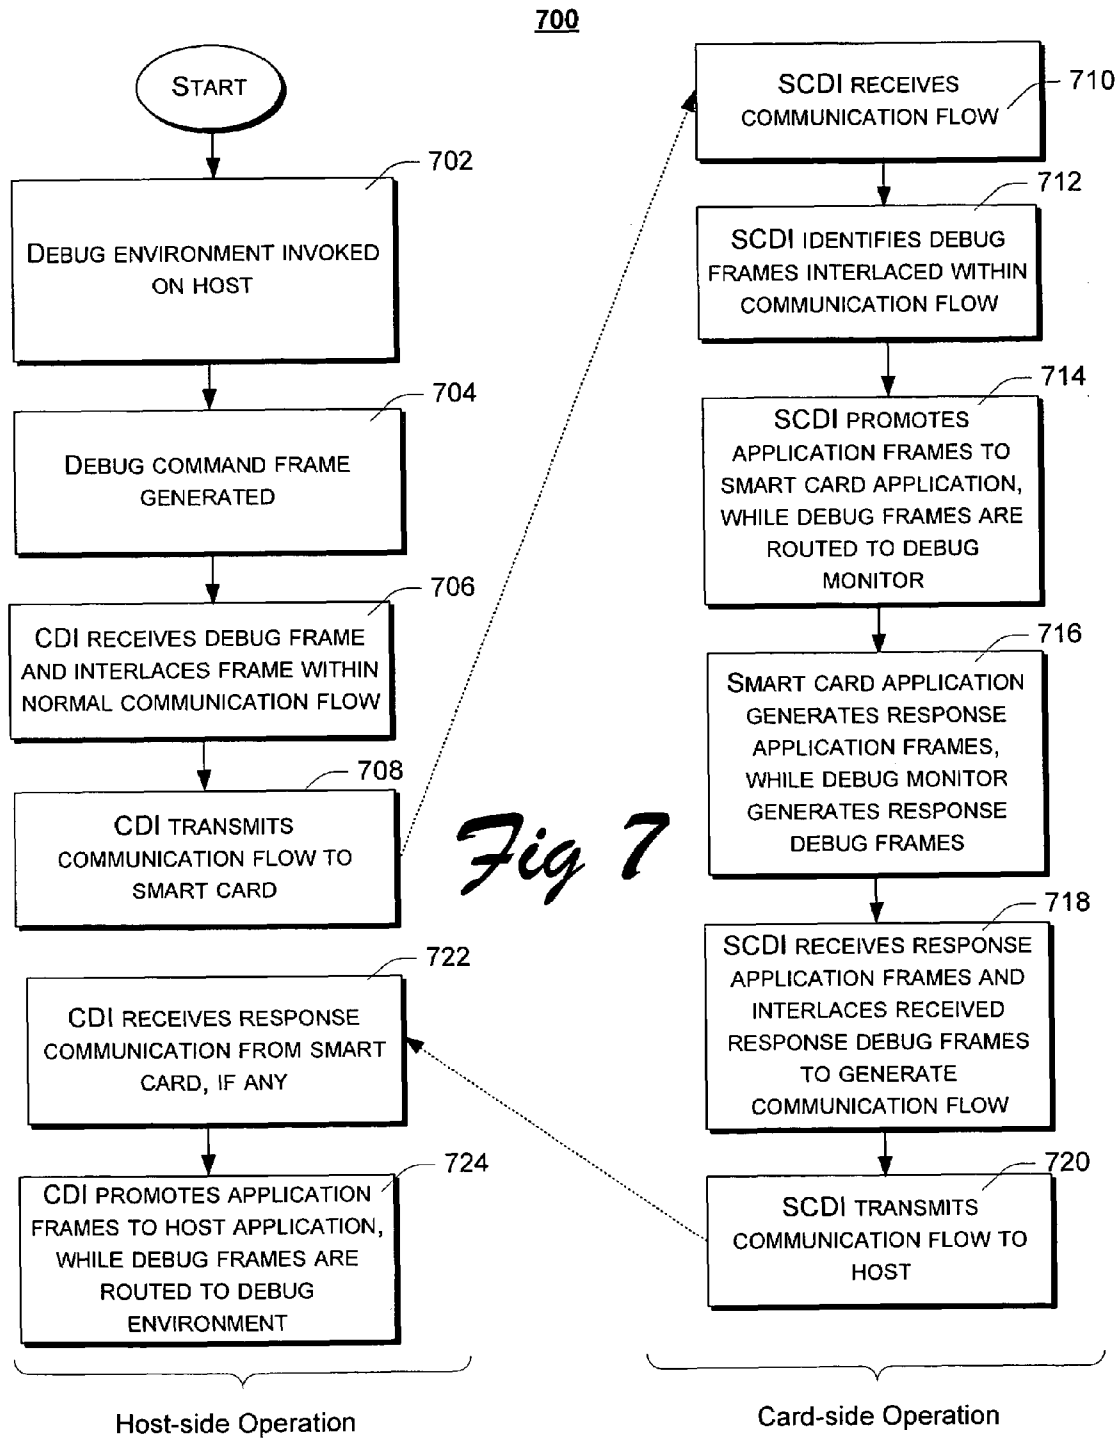 700
START
702
DEBUG ENVIRONMENT INVOKED
ON HOST
704
DEBUG COMMAND FRAME
GENERATED
706
CDI RECEIVES DEBUG FRAME
AND INTERLACES FRAME WITHIN
NORMAL COMMUNICATION FLOW
708
CDI TRANSMITS
COMMUNICATION FLOW TO
SMART CARD
710
SCDI RECEIVES
COMMUNICATION FLOW
712
SCDI IDENTIFIES DEBUG
FRAMES INTERLACED WITHIN
COMMUNICATION FLOW
714
SCDI PROMOTES
APPLICATION FRAMES TO
SMART CARD APPLICATION,
WHILE DEBUG FRAMES ARE
ROUTED TO DEBUG
MONITOR
716
SMART CARD APPLICATION
GENERATES RESPONSE
APPLICATION FRAMES,
WHILE DEBUG MONITOR
GENERATES RESPONSE
DEBUG FRAMES
718
SCDI RECEIVES RESPONSE
APPLICATION FRAMES AND
INTERLACES RECEIVED
RESPONSE DEBUG FRAMES
TO GENERATE
COMMUNICATION FLOW
720
SCDI TRANSMITS
COMMUNICATION FLOW TO
HOST
722
CDI RECEIVES RESPONSE
COMMUNICATION FROM SMART
CARD, IF ANY
724
CDI PROMOTES APPLICATION
FRAMES TO HOST APPLICATION,
WHILE DEBUG FRAMES ARE
ROUTED TO DEBUG
ENVIRONMENT
Fig 7
Host-side Operation
Card-side Operation